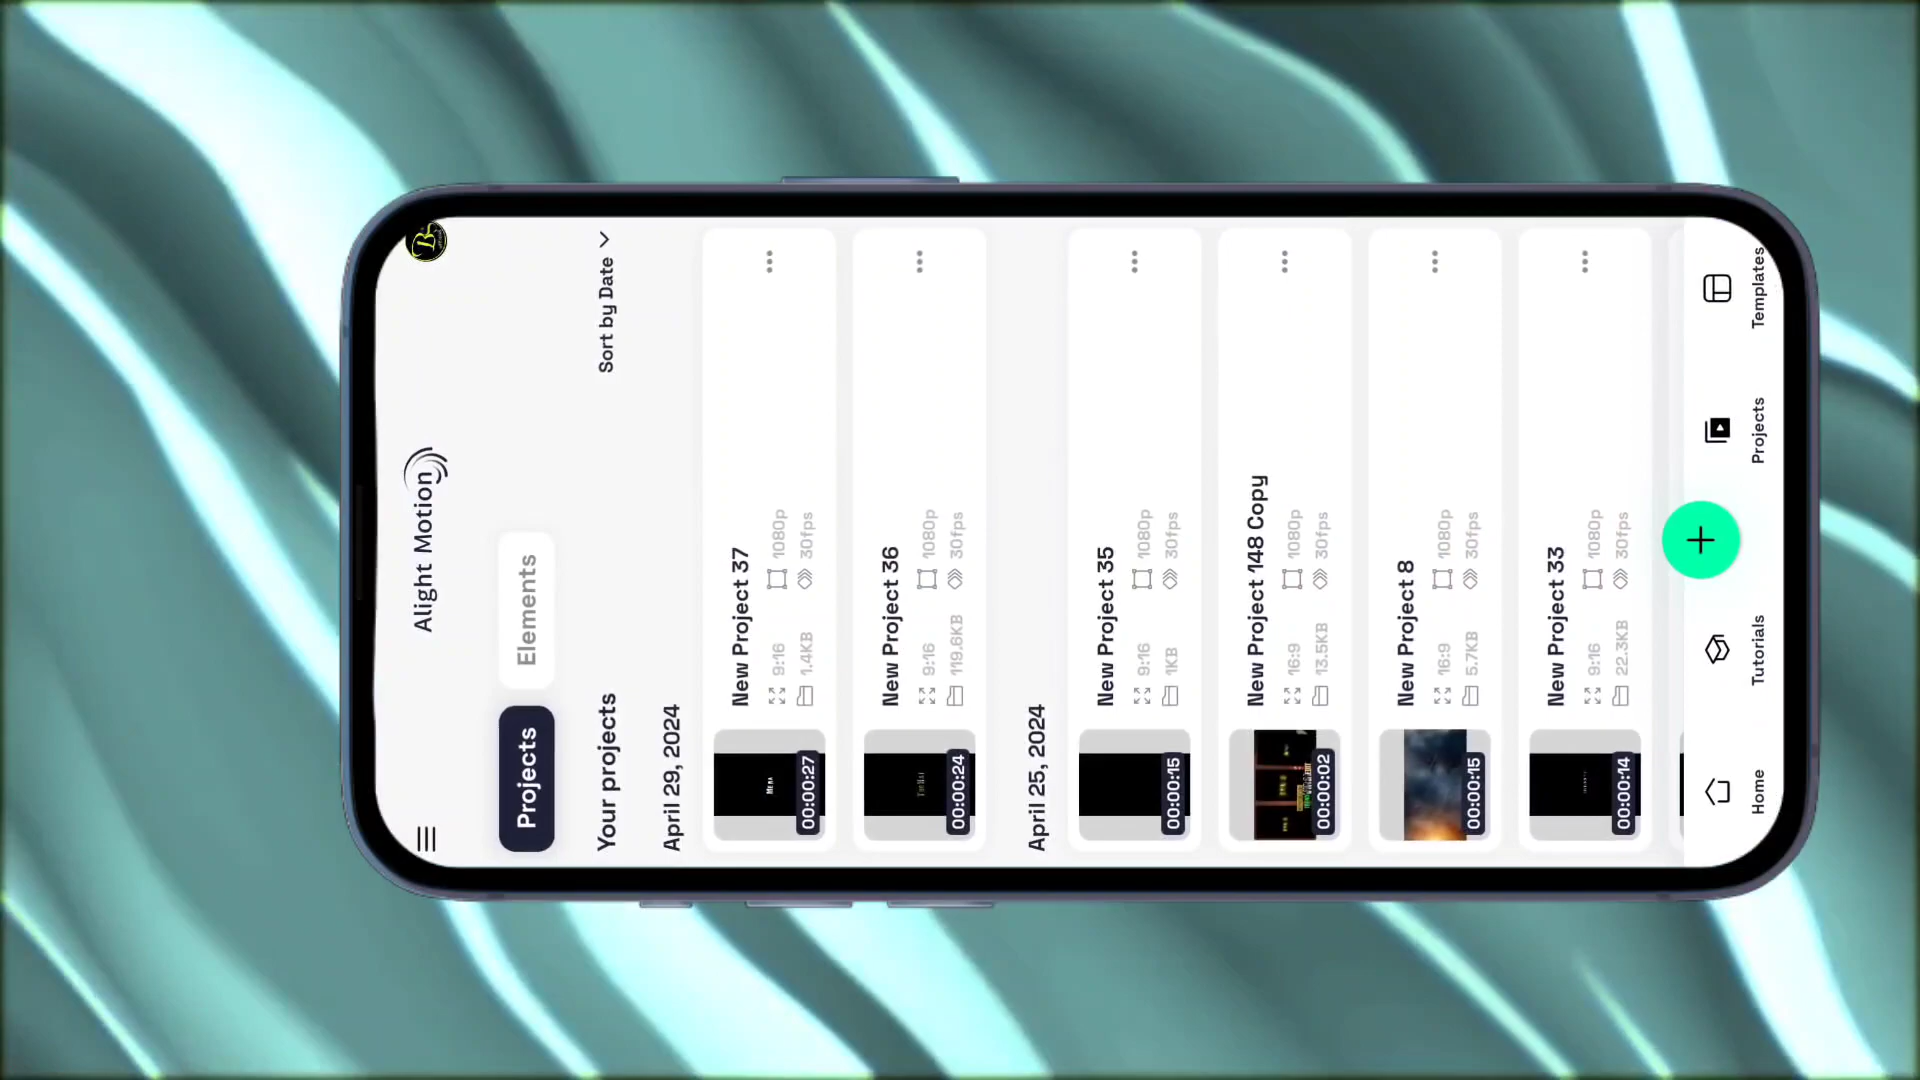 Alight Motion
Projects
Elements
Your projects
Sort by Date
April 29, 2024
New Project 37
9:16 1080p
1.4KB 30fps
00:00:27
New Project 36
9:16 1080p
119.6KB 30fps
00:00:24
April 25, 2024
New Project 35
9:16 1080p
1KB 30fps
00:00:15
New Project 148 Copy
16:9 1080p
13.5KB 30fps
00:00:02
New Project 8
16:9 1080p
5.7KB 30fps
00:00:15
New Project 33
9:16 1080p
22.3KB 30fps
00:00:14
Home
Tutorials
Projects
Templates